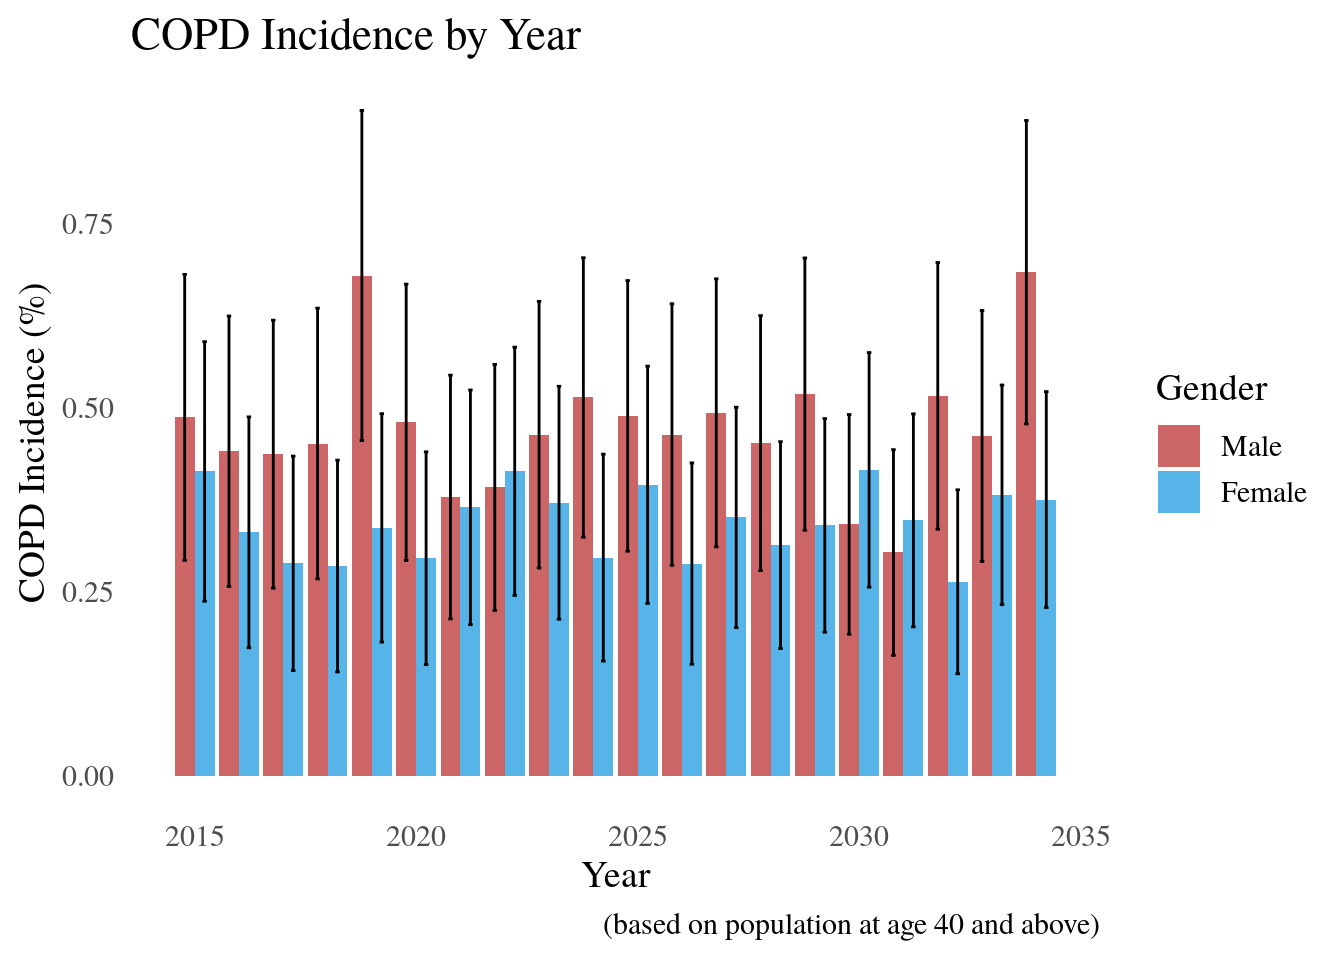 COPD Incidence by Year
COPD Incidence (%)
0.75
0.50
0.25
0.00
2015 2020 2025 2030 2035
Year
(based on population at age 40 and above)
Gender
Male
Female